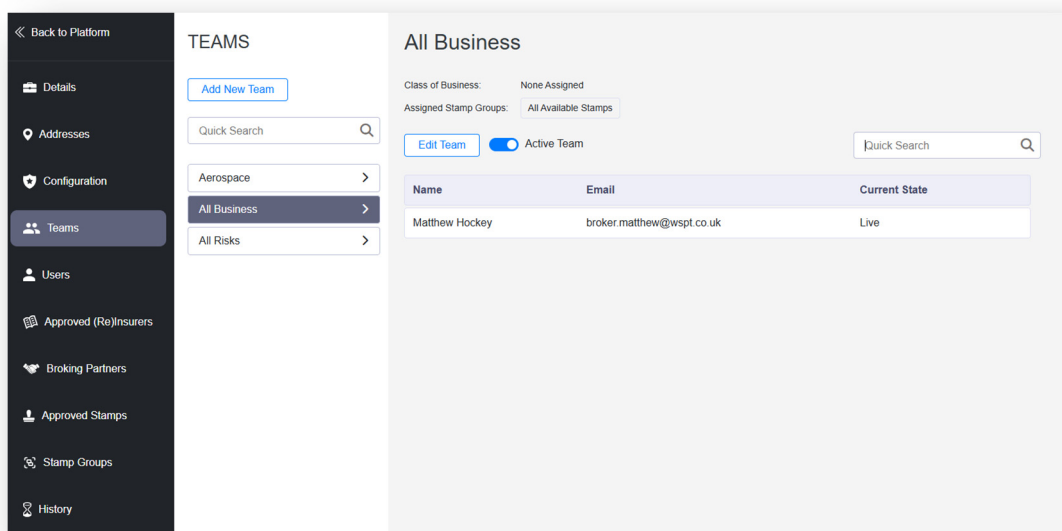 Back to Platform
Details
Addresses
Configuration
Teams
Users
Approved (Re)Insurers
Broking Partners
Approved Stamps
Stamp Groups
History
TEAMS
Add New Team
Quick Search
Aerospace
All Business
All Risks
All Business
Class of Business: None Assigned
Assigned Stamp Groups: All Available Stamps
Edit Team Active Team Quick Search
Name Email Current State
Matthew Hockey broker.matthew@wspt.co.uk Live